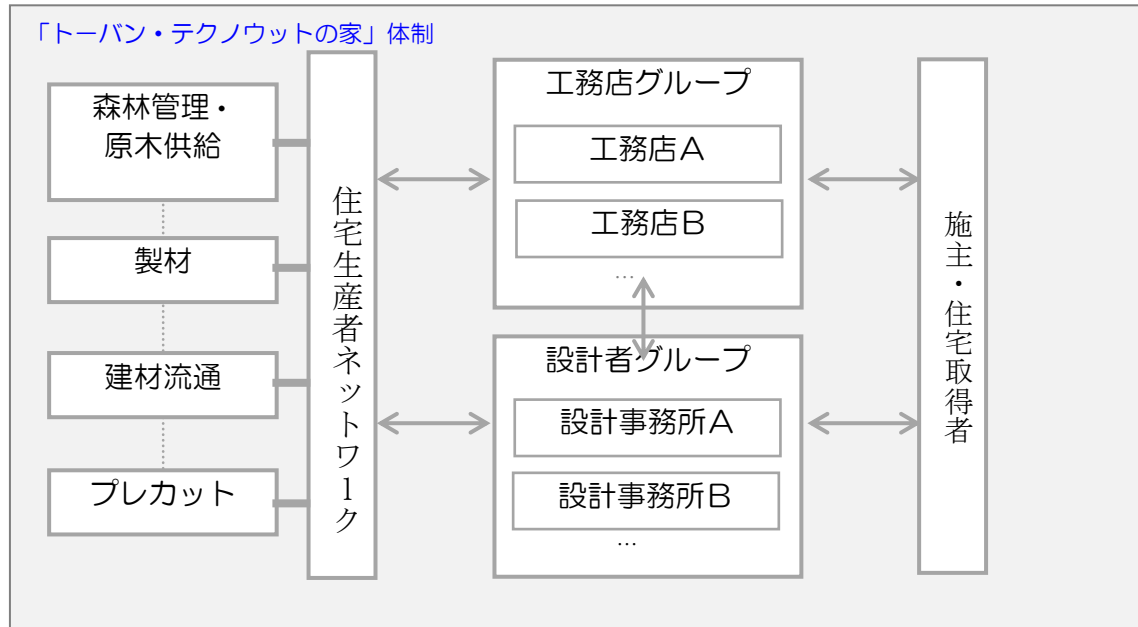 「トーバン・テクノウットの家」体制
森林管理・
原木供給
製材
建材流通
プレカット
住宅生産者ネットワーク
工務店グループ
工務店A
工務店B
…
設計者グループ
設計事務所A
設計事務所B
…
施主・住宅取得者